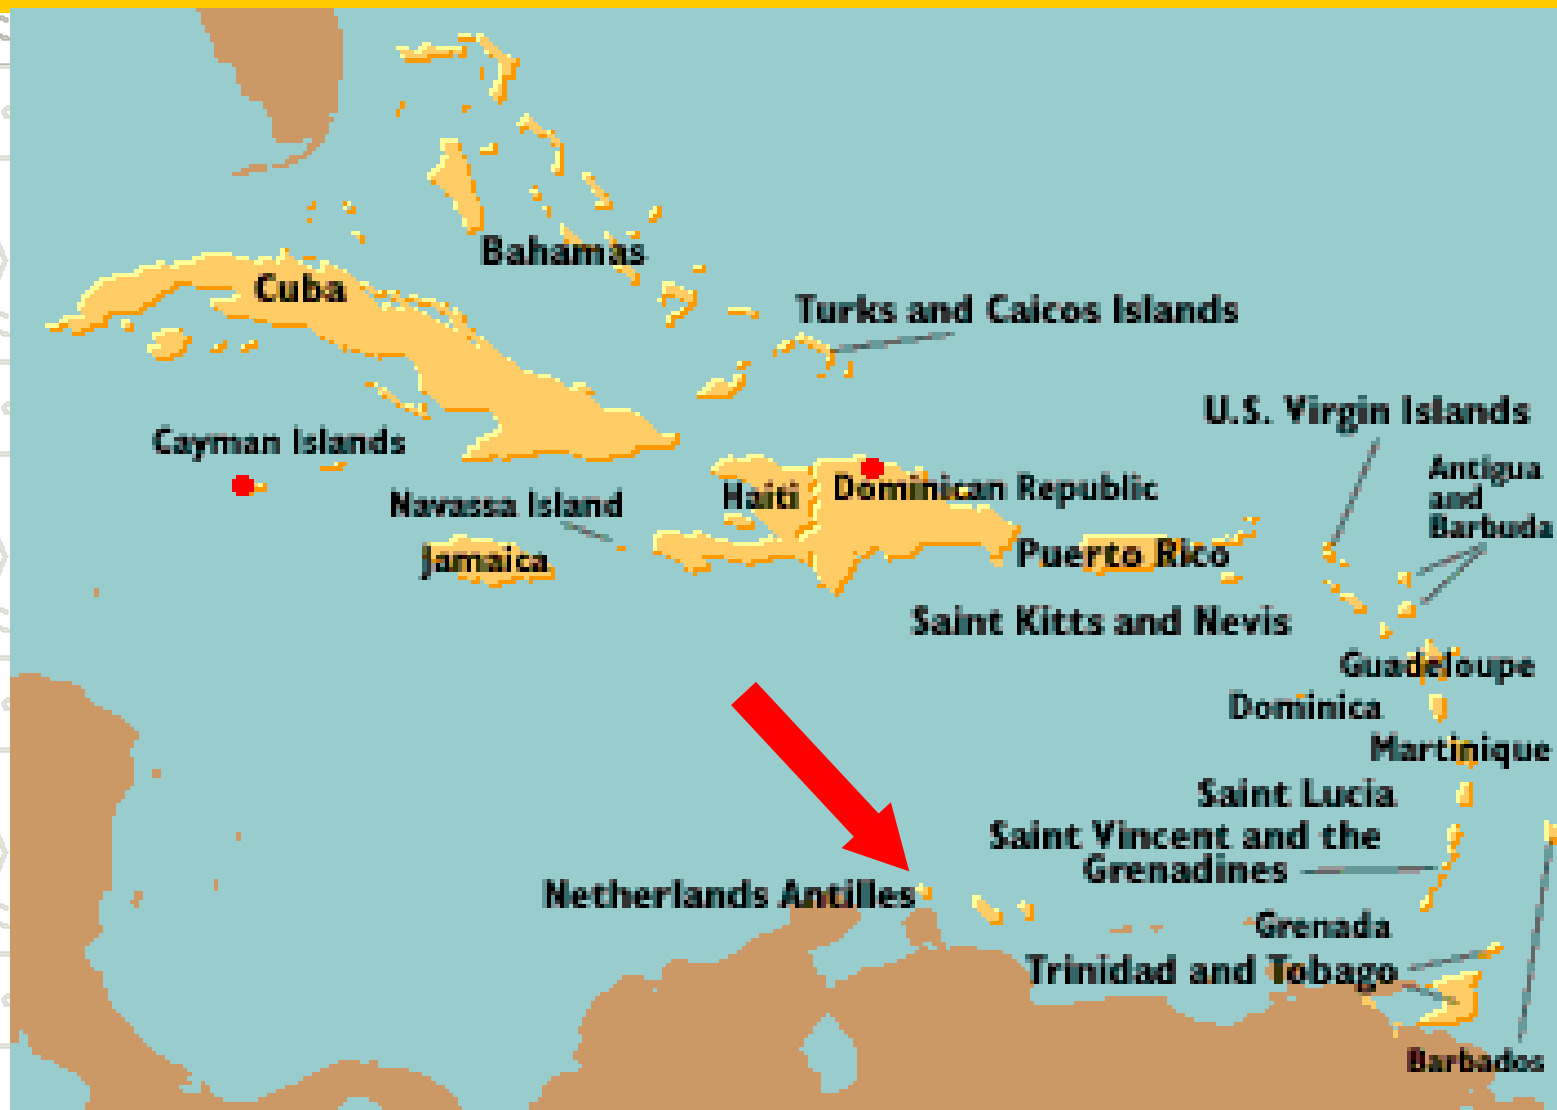 Bahamas
Cuba
Turks and Caicos Islands
U.S. Virgin Islands
Cayman Islands
Antigua
and
Barbuda
Navassa Island
Haiti
Dominican Republic
Jamaica
Puerto Rico
Saint Kitts and Nevis
Guadeloupe
Dominica
Martinique
Saint Lucia
Saint Vincent and the
Grenadines
Netherlands Antilles
Grenada
Trinidad and Tobago
Barbados